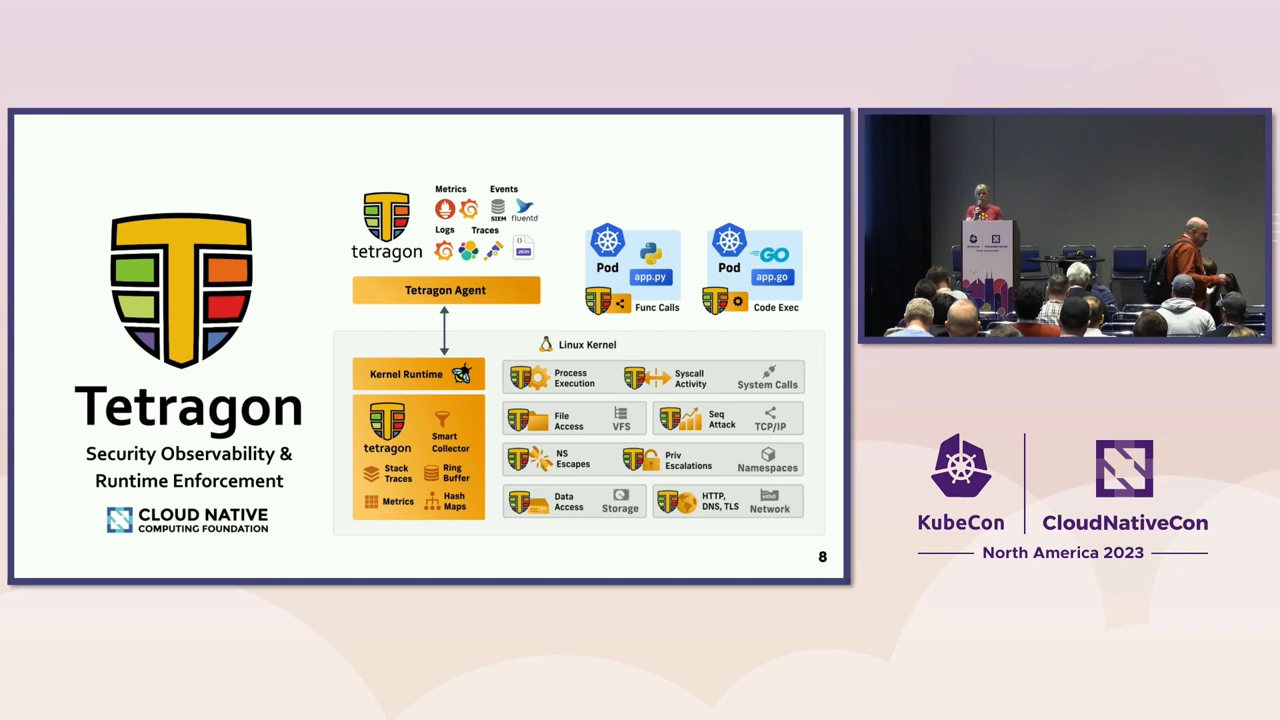 Tetragon
Security Observability &
Runtime Enforcement
CLOUD NATIVE
COMPUTING FOUNDATION
tetragon
Metrics
Events
SIEM
fluentd
Logs
Traces
{ }
JSON
Tetragon Agent
Pod
app.py
Func Calls
Pod
GO
app.go
Code Exec
Linux Kernel
Kernel Runtime
tetragon
Smart
Collector
Stack
Traces
Ring
Buffer
Metrics
Hash
Maps
Process
Execution
Syscall
Activity
System Calls
File
Access
VFS
Seq
Attack
TCP/IP
NS
Escapes
Priv
Escalations
Namespaces
Data
Access
Storage
HTTP,
DNS, TLS
Network
8
KubeCon
CloudNativeCon
North America 2023